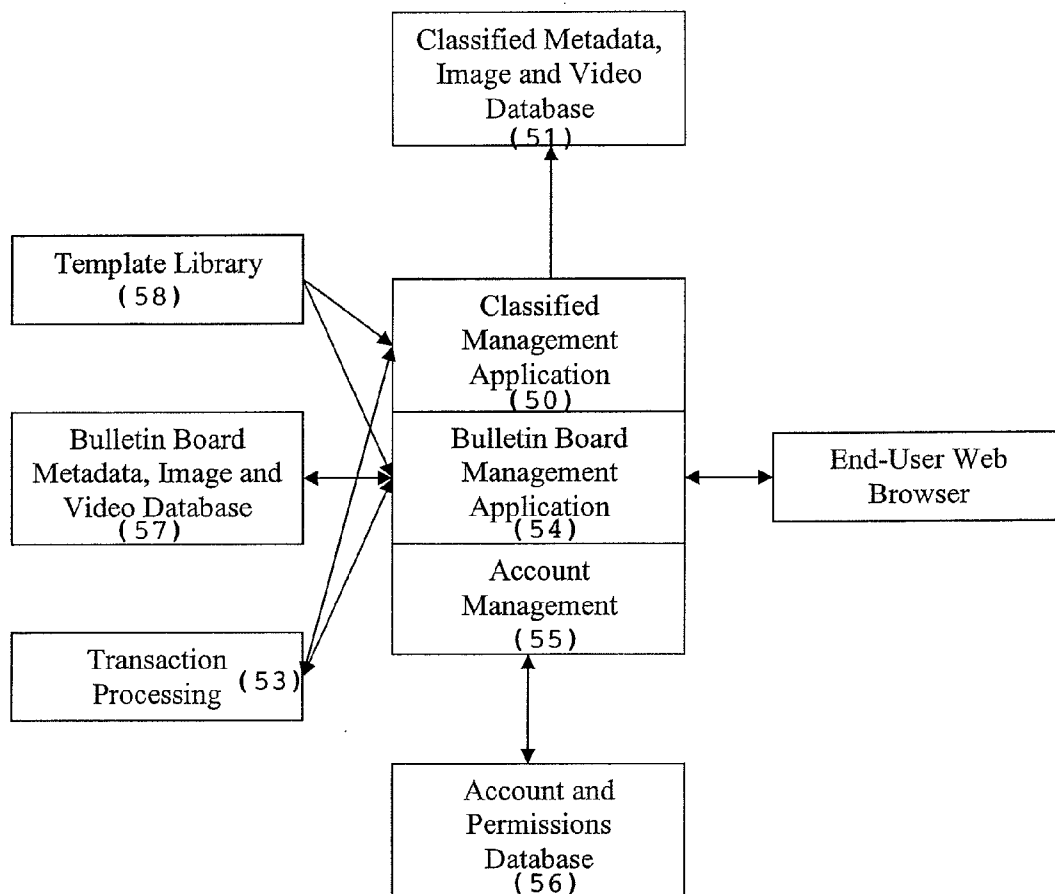 Classified Metadata,
Image and Video
Database
(51)
Template Library
(58)
Classified
Management
Application
(50)
Bulletin Board
Metadata, Image and
Video Database
(57)
Bulletin Board
Management
Application
(54)
End-User Web
Browser
Account
Management
(55)
Transaction
Processing (53)
Account and
Permissions
Database
(56)